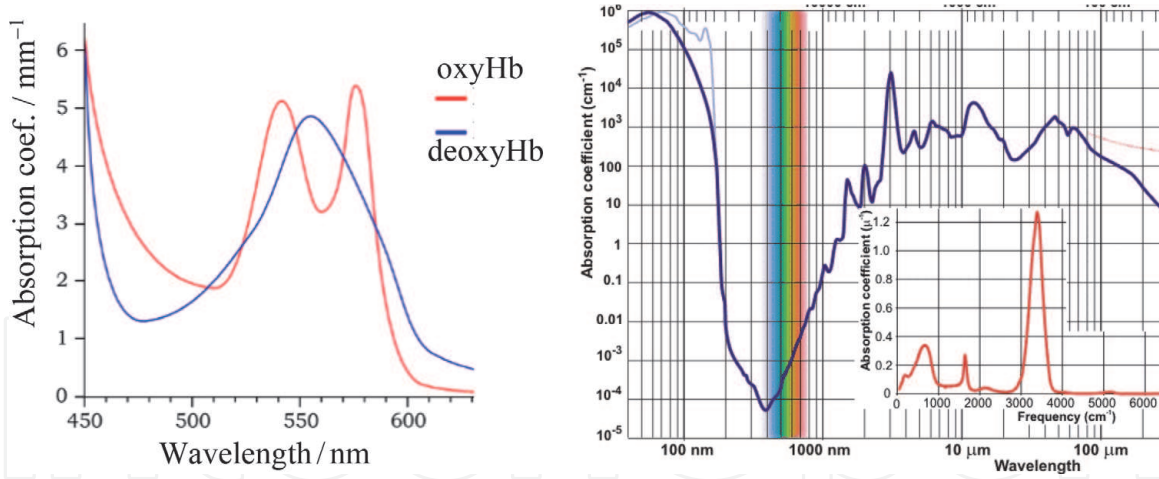 6
5
4
3
2
1
0
Absorption coef. / mm⁻¹
oxyHb
deoxyHb
450 500 550 600
Wavelength / nm
10⁶
10⁵
10⁴
10³
100
10
1
0.1
0.01
10⁻³
10⁻⁴
10⁻⁵
Absorption coefficient (cm⁻¹)
100 nm 1000 nm 10 µm 100 µm
Wavelength
1.2
1.0
0.8
0.6
0.4
0.2
Absorption coefficient (µ⁻¹)
0 1000 2000 3000 4000 5000 6000
Frequency (cm⁻¹)